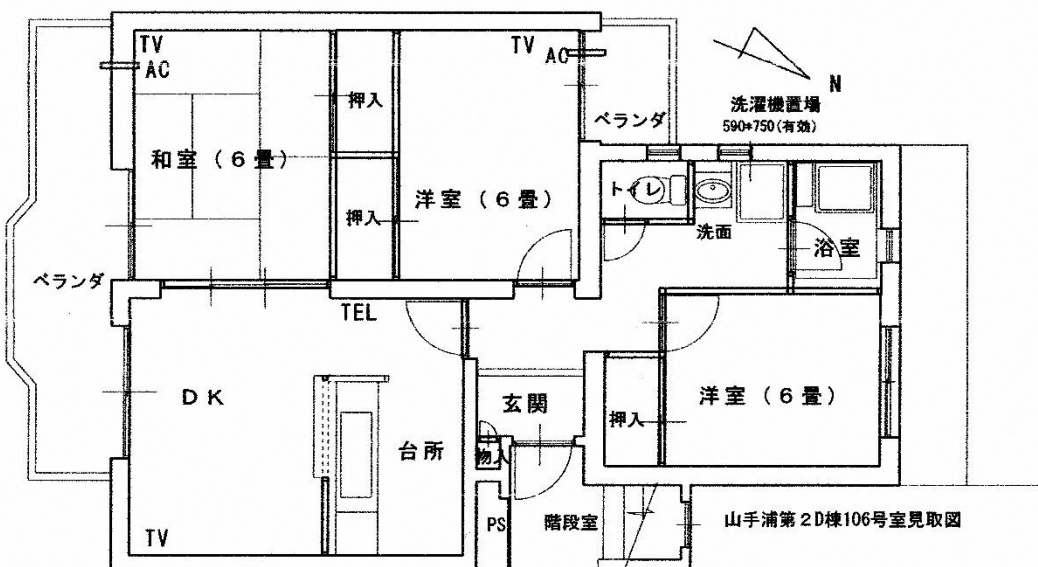 TV
AC
TV
AC
N
押入
洗濯機置場
590*750(有効)
ベランダ
和室(6畳)
押入
洋室(6畳)
トイレ
洗面
浴室
ベランダ
TEL
DK
台所
玄関
物入
押入
洋室(6畳)
TV
PS
階段室
山手浦第2D棟106号室見取図